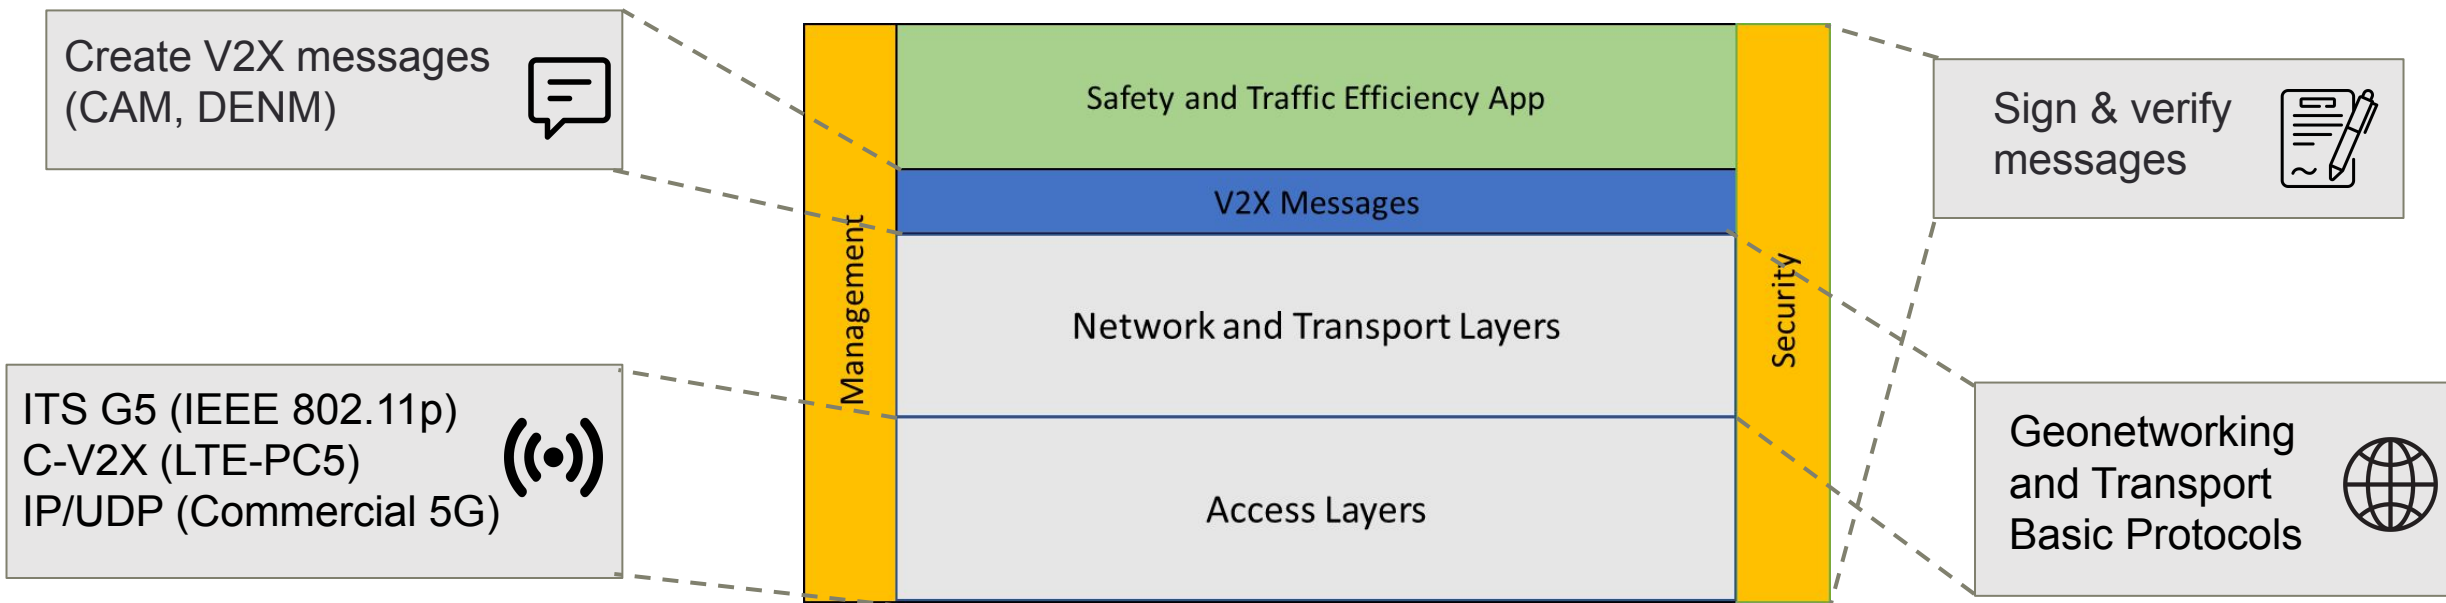 Create V2X messages
(CAM, DENM)
ITS G5 (IEEE 802.11p)
C-V2X (LTE-PC5)
IP/UDP (Commercial 5G)
Management
Safety and Traffic Efficiency App
V2X Messages
Network and Transport Layers
Access Layers
Security
Sign & verify
messages
Geonetworking
and Transport
Basic Protocols